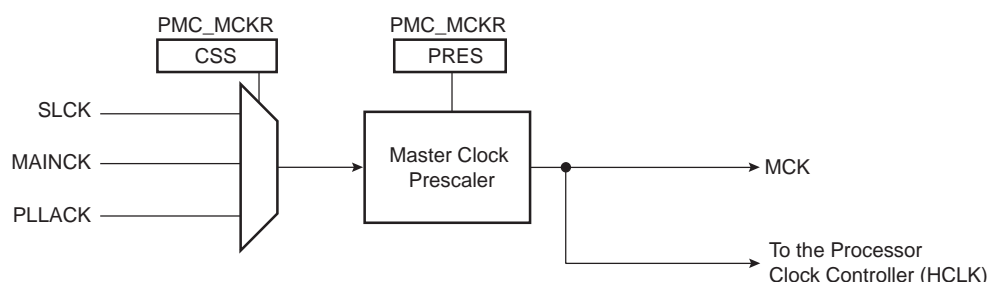 PMC_MCKR
PMC_MCKR
CSS
PRES
SLCK
MAINCK
PLLACK
Master Clock
Prescaler
MCK
To the Processor
Clock Controller (HCLK)